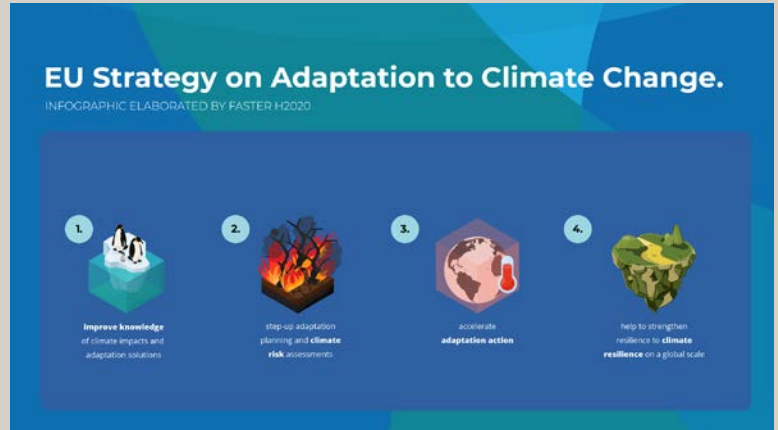 EU Strategy on Adaptation to Climate Change.
INFOGRAPHIC ELABORATED BY FASTER H2020
1.
improve knowledge
of climate impacts and
adaptation solutions
2.
step-up adaptation
planning and climate
risk assessments
3.
accelerate
adaptation action
4.
help to strengthen
resilience to climate
resilience on a global scale